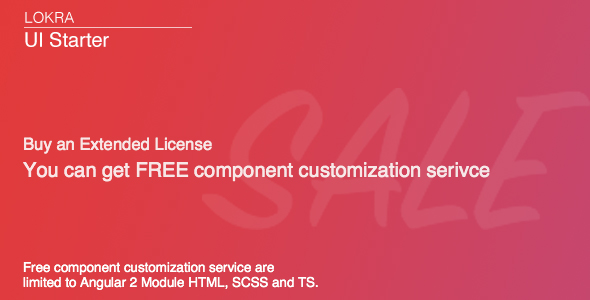 LOKRA
UI Starter
SALE
Buy an Extended License
You can get FREE component customization serivce
Free component customization service are
limited to Angular 2 Module HTML, SCSS and TS.